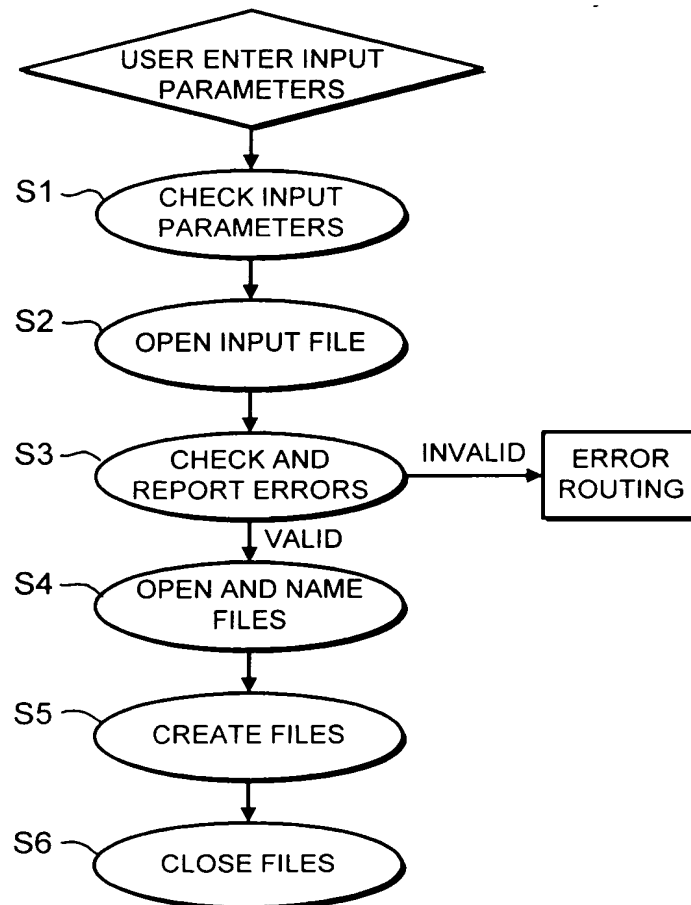 USER ENTER INPUT
PARAMETERS
S1
CHECK INPUT
PARAMETERS
S2
OPEN INPUT FILE
S3
CHECK AND
REPORT ERRORS
INVALID
ERROR
ROUTING
VALID
S4
OPEN AND NAME
FILES
S5
CREATE FILES
S6
CLOSE FILES